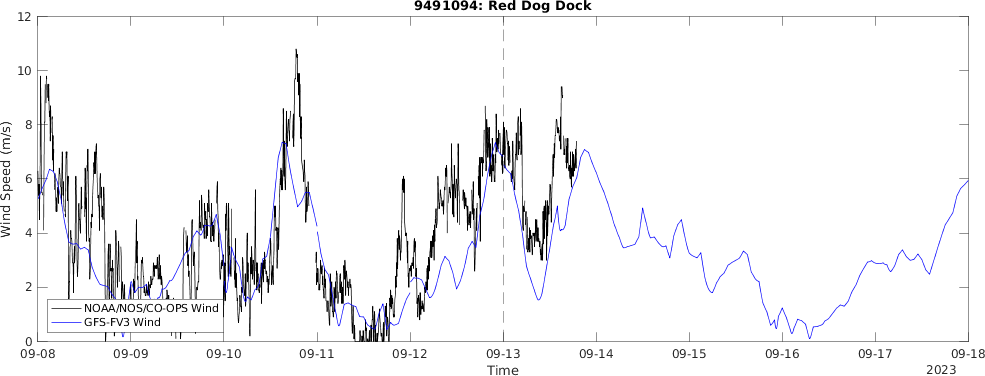 9491094: Red Dog Dock
12
10
8
6
4
2
0
Wind Speed (m/s)
NOAA/NOS/CO-OPS Wind
GFS-FV3 Wind
09-08 09-09 09-10 09-11 09-12 09-13 09-14 09-15 09-16 09-17 09-18
Time
2023